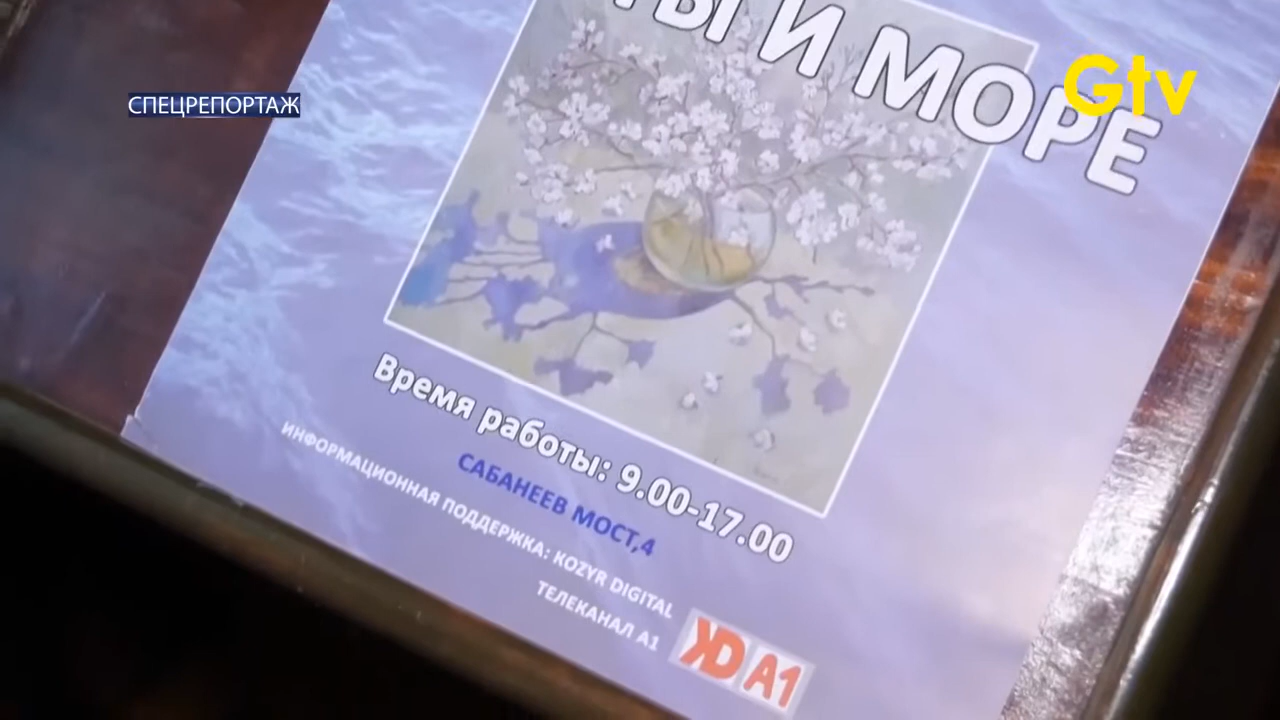 СПЕЦРЕПОРТАЖ
Gtv
И МОРЕ
Время работы: 9.00-17.00
САБАНЕЕВ МОСТ,4
ИНФОРМАЦИОННАЯ ПОДДЕРЖКА: KOZYR DIGITAL
ТЕЛЕКАНАЛ А1
KD А1